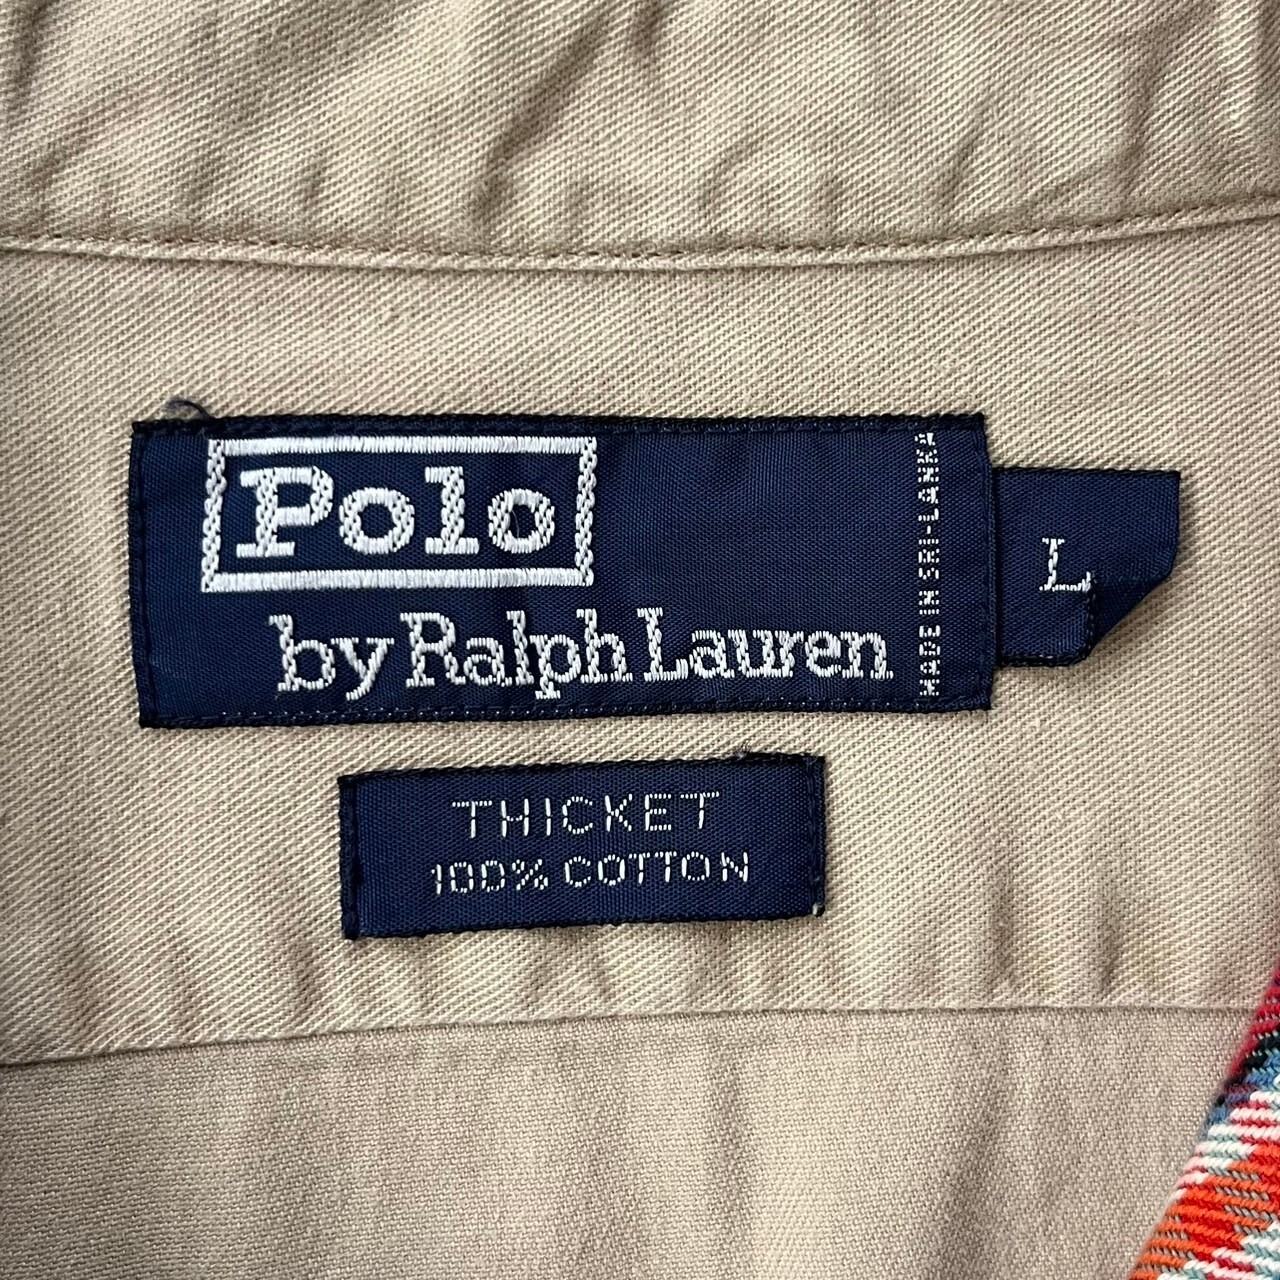 Polo
by Ralph Lauren
MADE IN SRI-LANKA
L
THICKET
100% COTTON